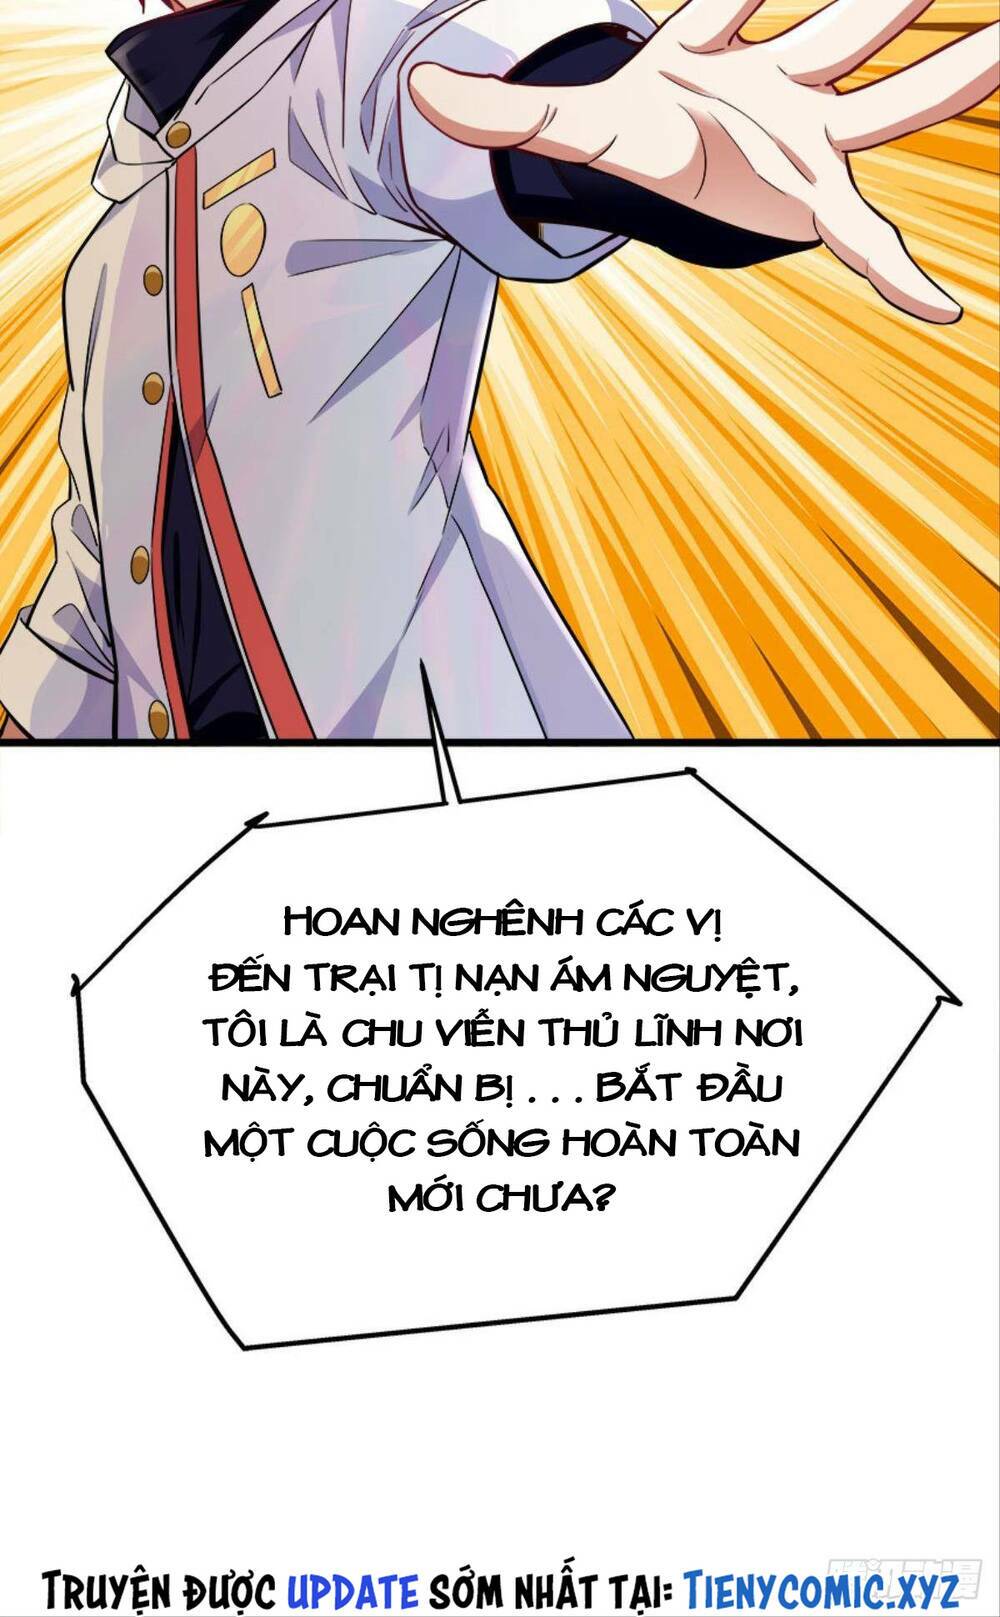 HOAN NGHÊNH CÁC VỊ
ĐẾN TRẠI TỊ NẠN ÁM NGUYỆT,
TÔI LÀ CHU VIỄN THỦ LĨNH NƠI
NÀY, CHUẨN BỊ . . . BẮT ĐẦU
MỘT CUỘC SỐNG HOÀN TOÀN
MỚI CHƯA?
TRUYỆN ĐƯỢC UPDATE SỚM NHẤT TẠI: TIENYCOMIC.XYZ